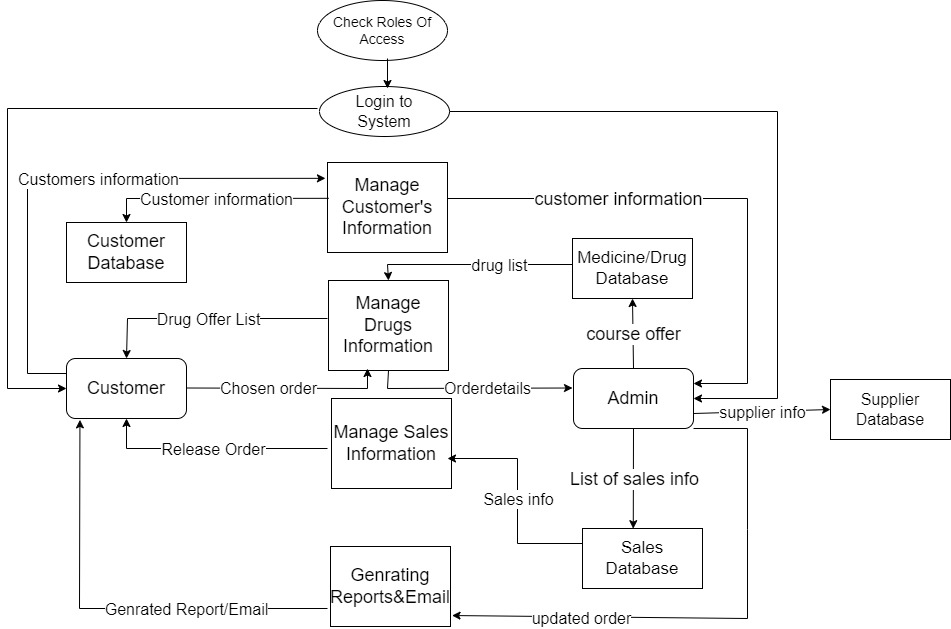 Check Roles Of
Access
Login to
System
Customers information
Manage
Customer's
Information
Customer information
customer information
Customer
Database
Medicine/Drug
Database
drug list
Manage
Drugs
Information
Drug Offer List
course offer
Customer
Chosen order
Orderdetails
Admin
supplier info
Supplier
Database
Manage Sales
Information
Release Order
List of sales info
Sales info
Sales
Database
Genrating
Reports&Email
Genrated Report/Email
updated order